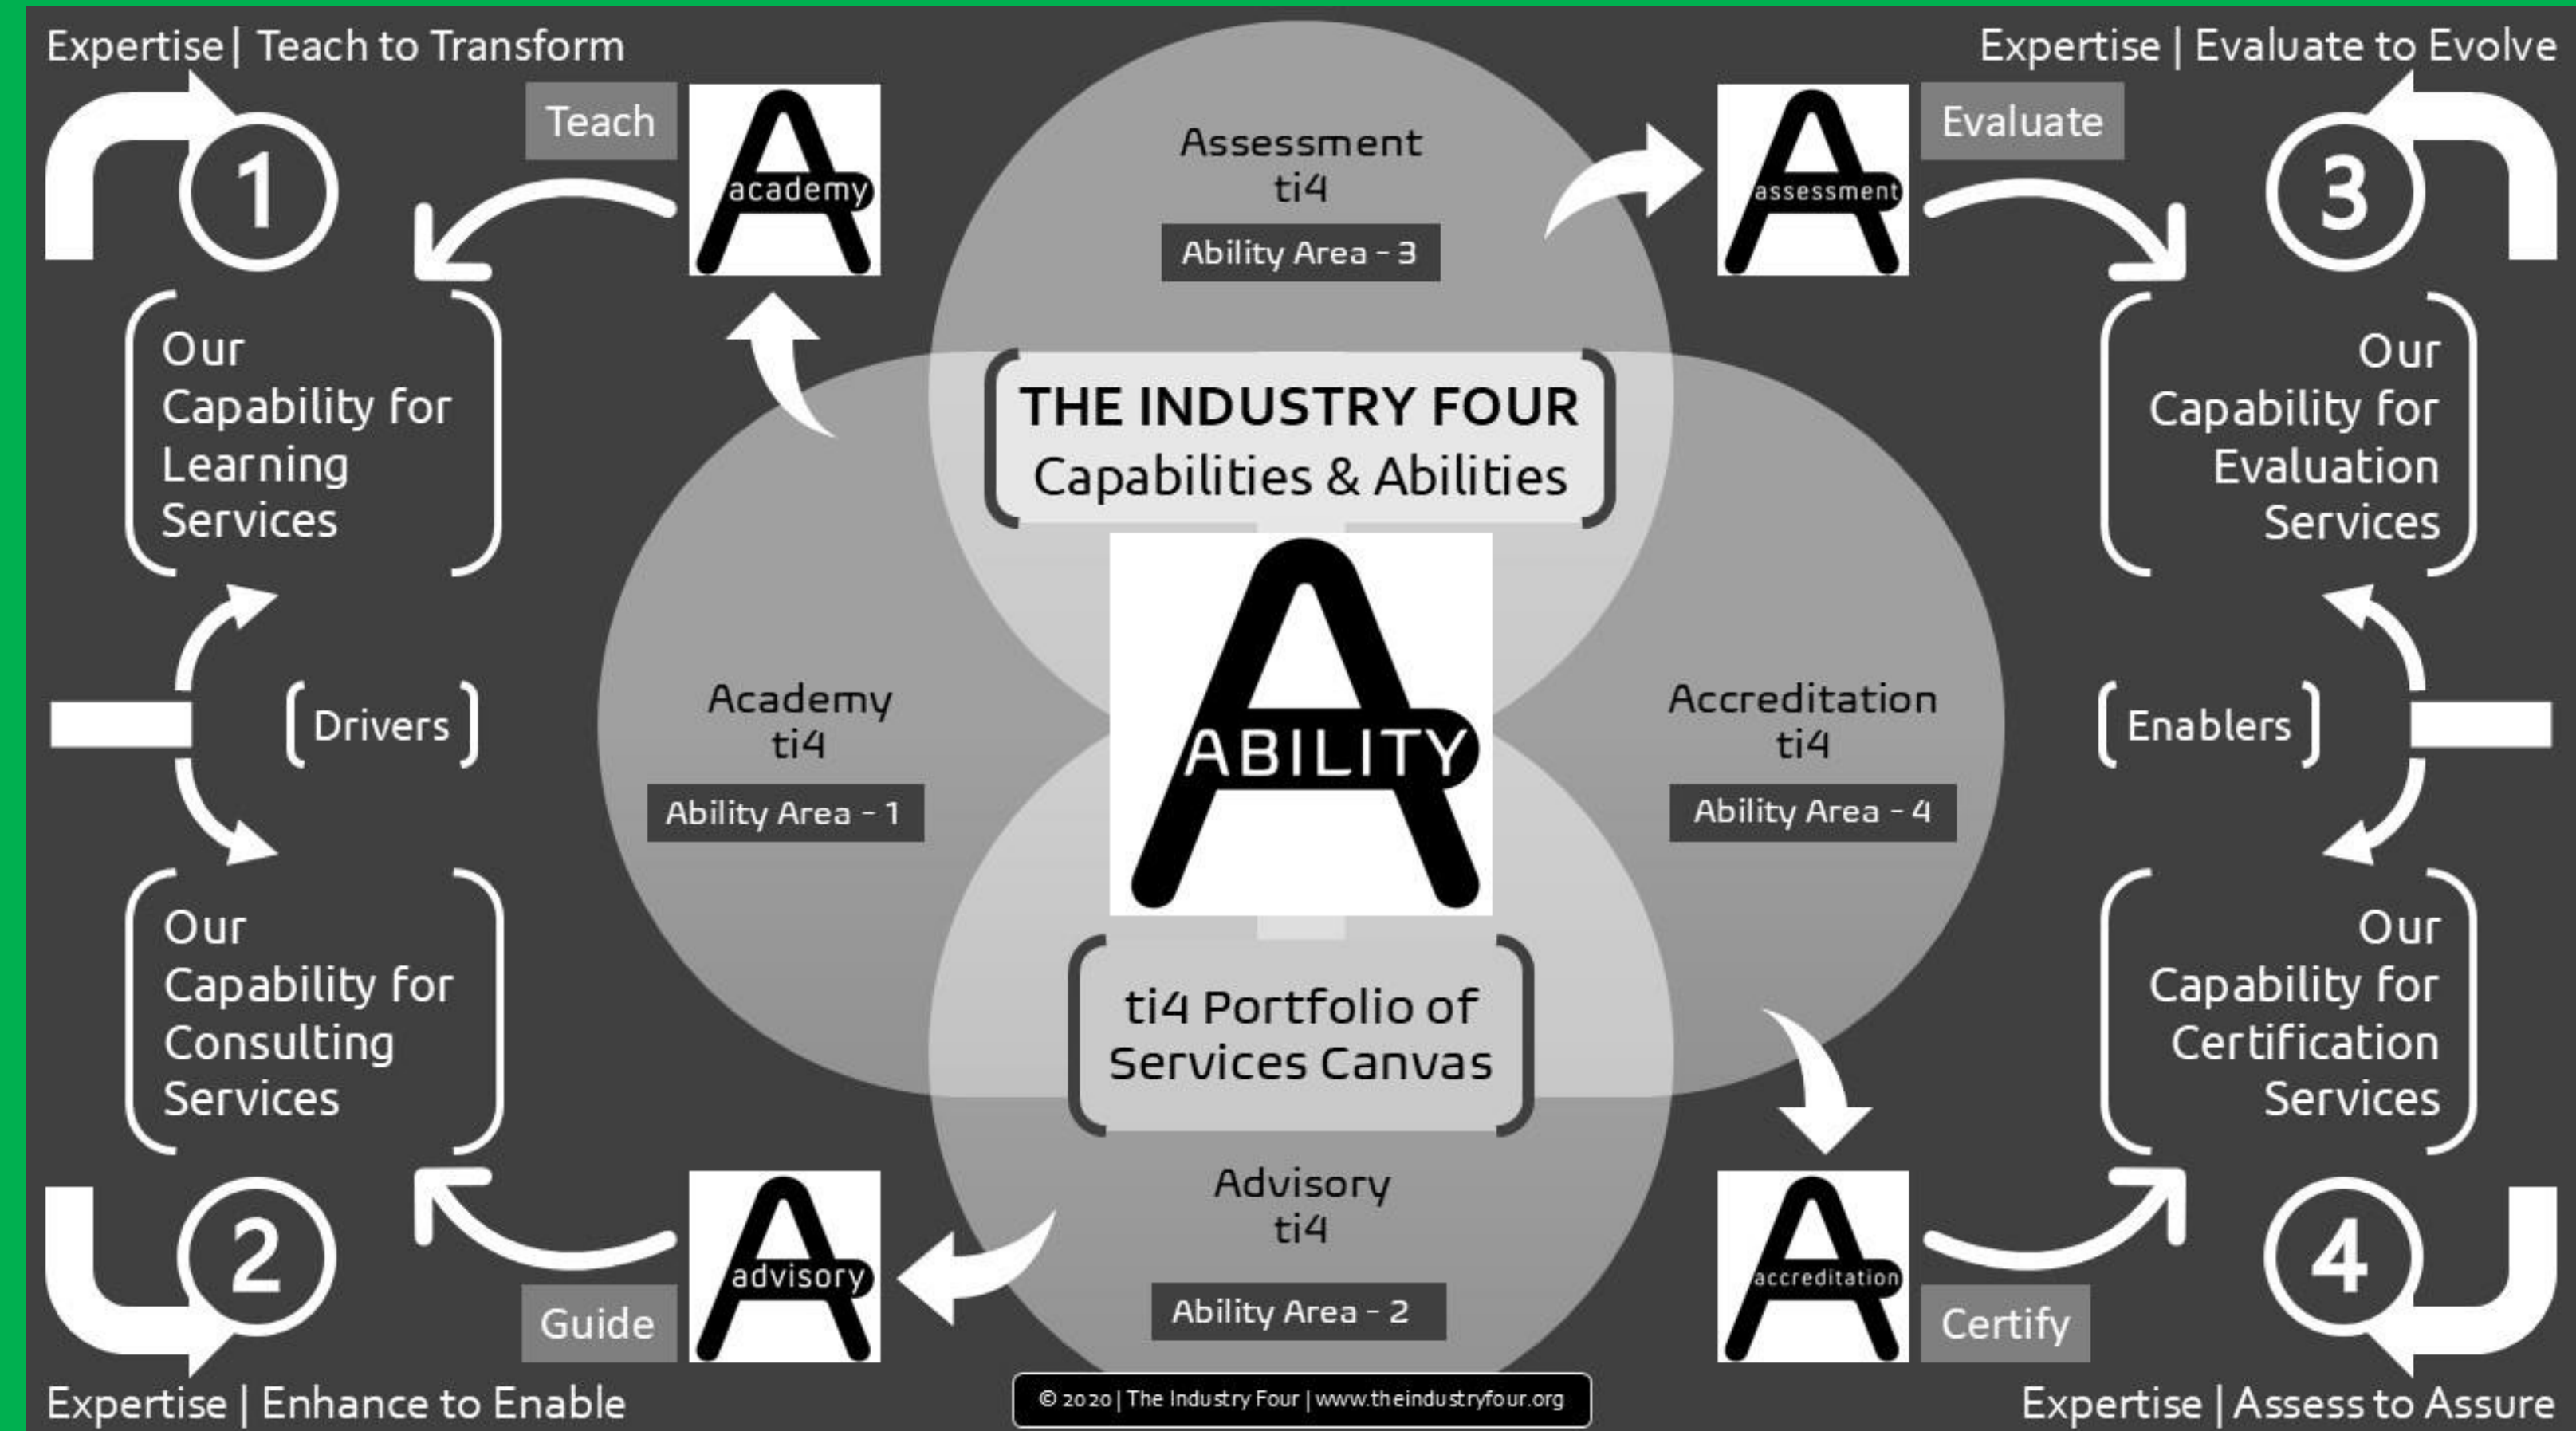 Expertise | Teach to Transform
1
Teach
academy
Our
Capability for
Learning
Services
[Drivers]
Our
Capability for
Consulting
Services
2
Guide
advisory
Expertise | Enhance to Enable
Assessment
ti4
Ability Area - 3
THE INDUSTRY FOUR
Capabilities & Abilities
Academy
ti4
Ability Area - 1
ABILITY
Accreditation
ti4
Ability Area - 4
ti4 Portfolio of
Services Canvas
Advisory
ti4
Ability Area - 2
© 2020 | The Industry Four | www.theindustryfour.org
Expertise | Evaluate to Evolve
assessment
Evaluate
3
Our
Capability for
Evaluation
Services
[Enablers]
Our
Capability for
Certification
Services
accreditation
Certify
4
Expertise | Assess to Assure